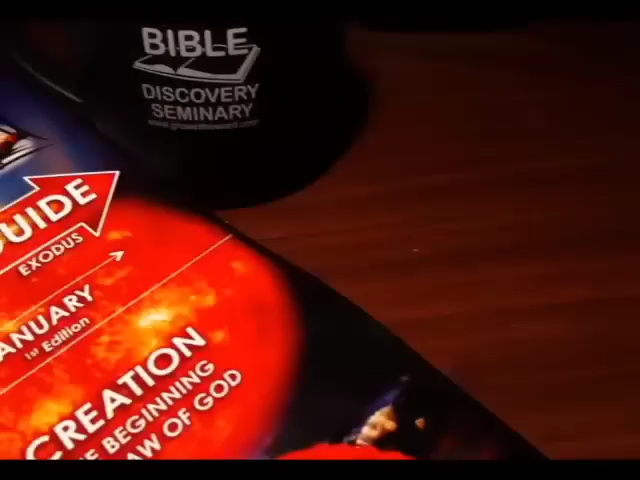 BIBLE
DISCOVERY
SEMINARY
UIDE
EXODUS
ANUARY
1st Edition
CREATION
E BEGINNING
AW OF GOD